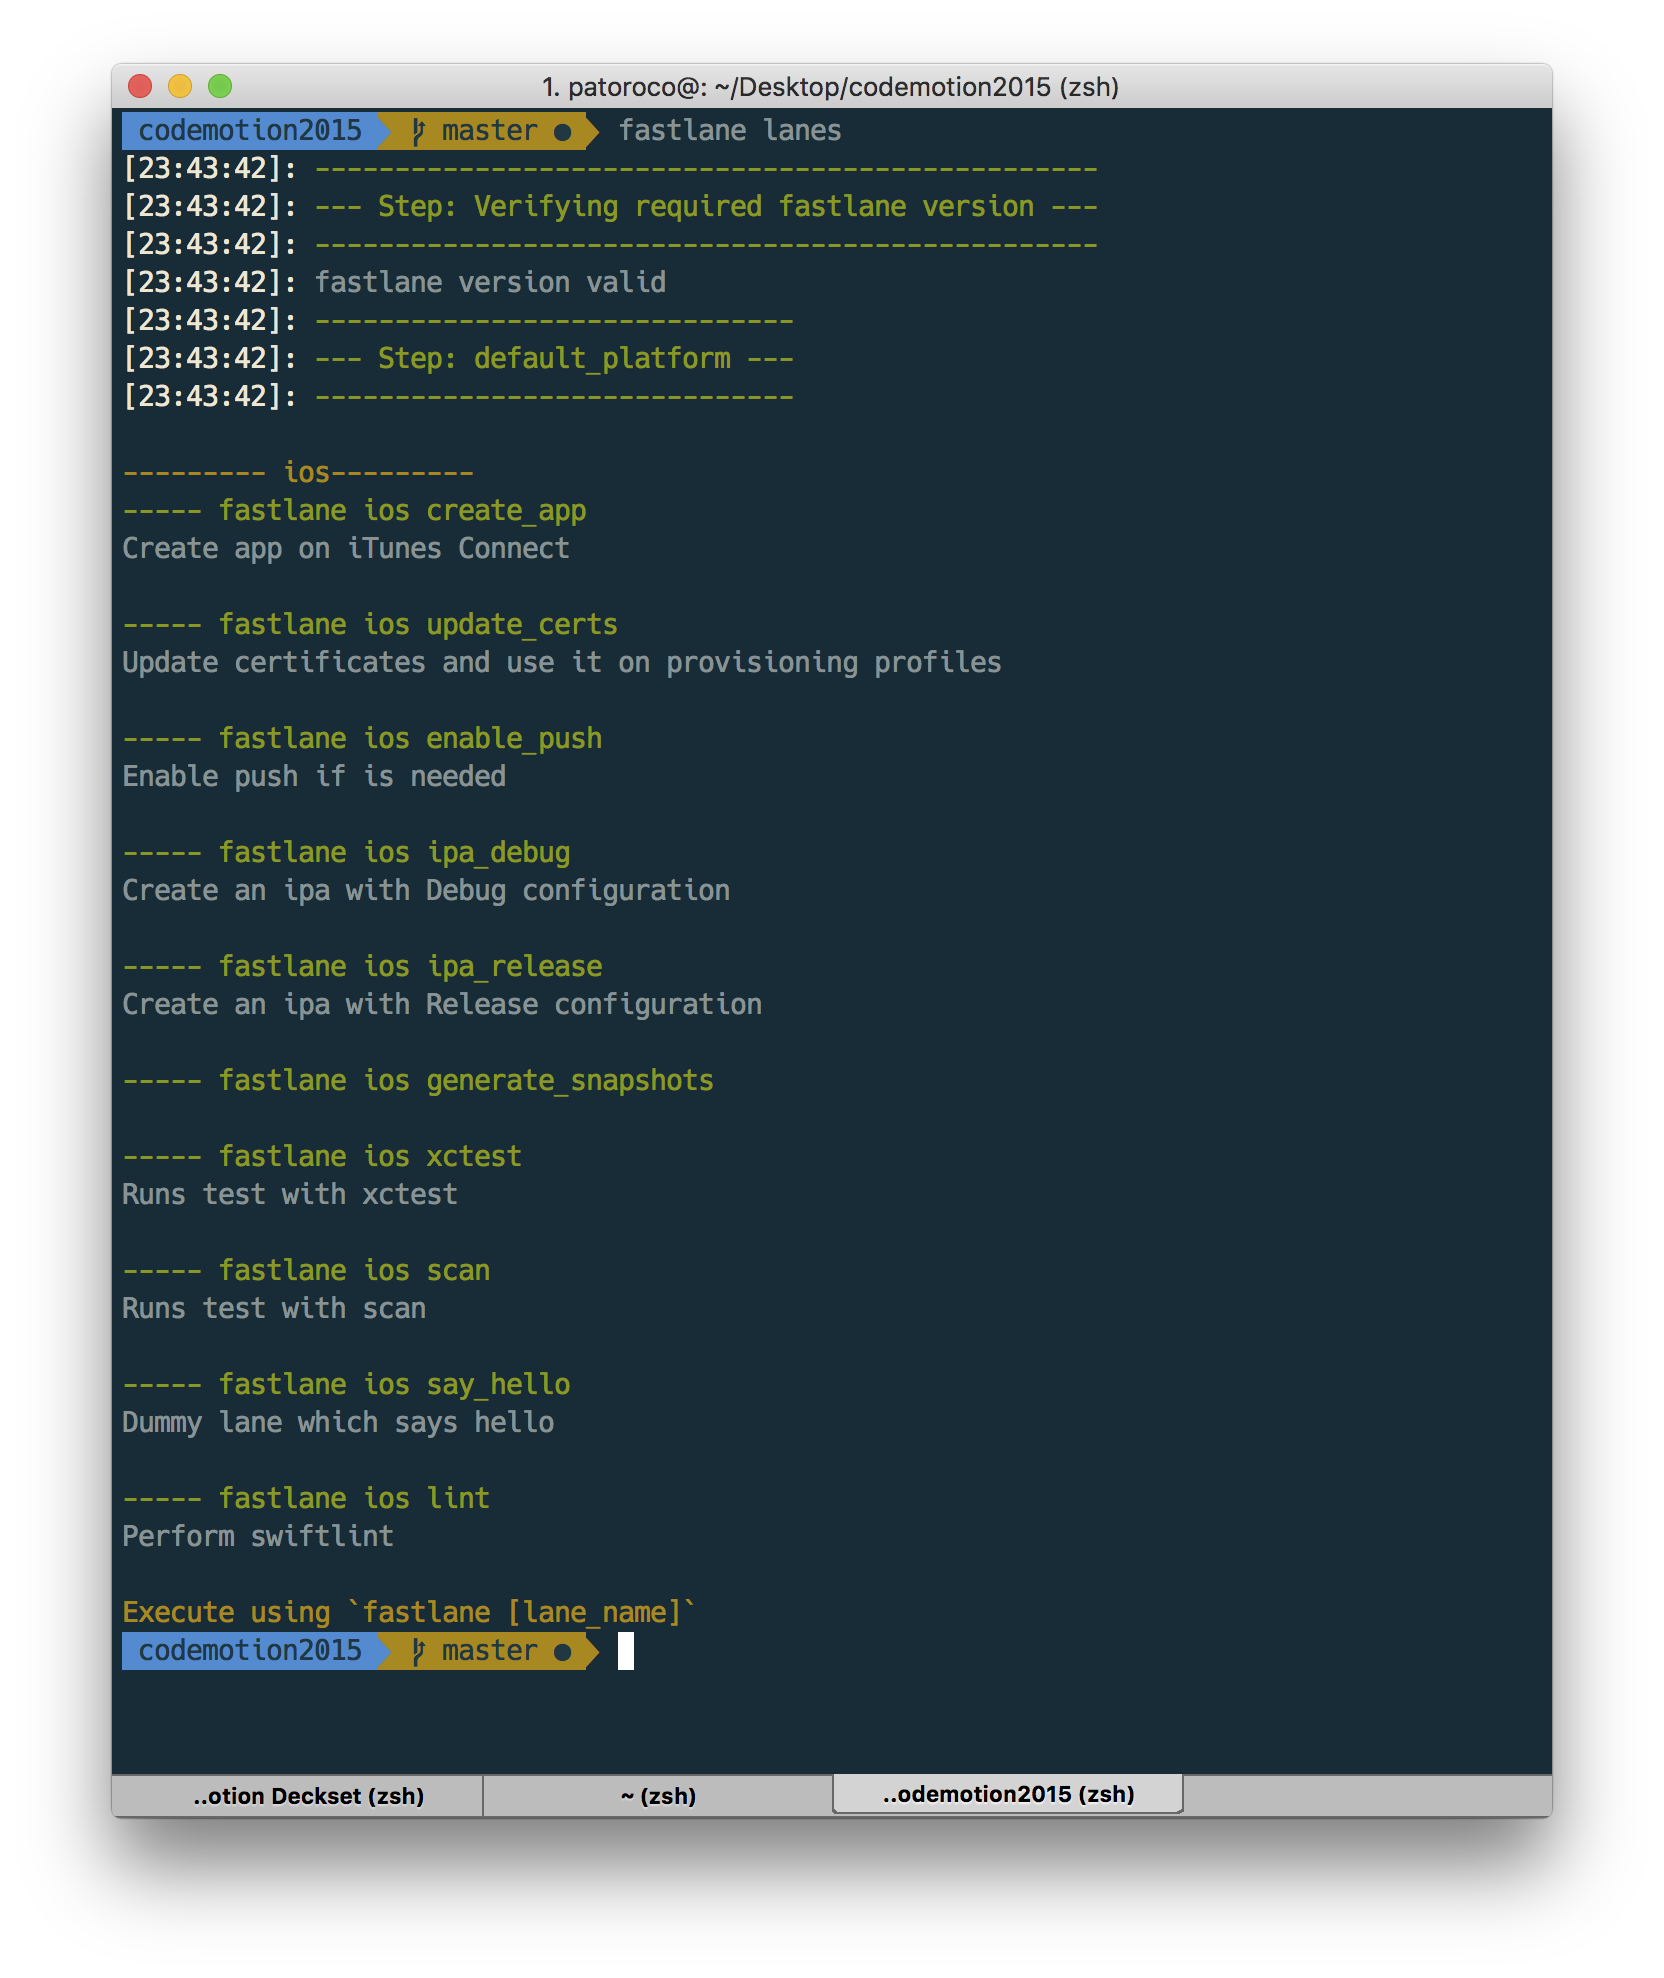 1. patoroco@: ~/Desktop/codemotion2015 (zsh)
codemotion2015 master ● fastlane lanes
[23:43:42]: -------------------------------------------------
[23:43:42]: --- Step: Verifying required fastlane version ---
[23:43:42]: -------------------------------------------------
[23:43:42]: fastlane version valid
[23:43:42]: ------------------------------
[23:43:42]: --- Step: default_platform ---
[23:43:42]: ------------------------------
--------- ios---------
----- fastlane ios create_app
Create app on iTunes Connect
----- fastlane ios update_certs
Update certificates and use it on provisioning profiles
----- fastlane ios enable_push
Enable push if is needed
----- fastlane ios ipa_debug
Create an ipa with Debug configuration
----- fastlane ios ipa_release
Create an ipa with Release configuration
----- fastlane ios generate_snapshots
----- fastlane ios xctest
Runs test with xctest
----- fastlane ios scan
Runs test with scan
----- fastlane ios say_hello
Dummy lane which says hello
----- fastlane ios lint
Perform swiftlint
Execute using `fastlane [lane_name]`
codemotion2015 master ●
..otion Deckset (zsh) ~ (zsh) ..odemotion2015 (zsh)